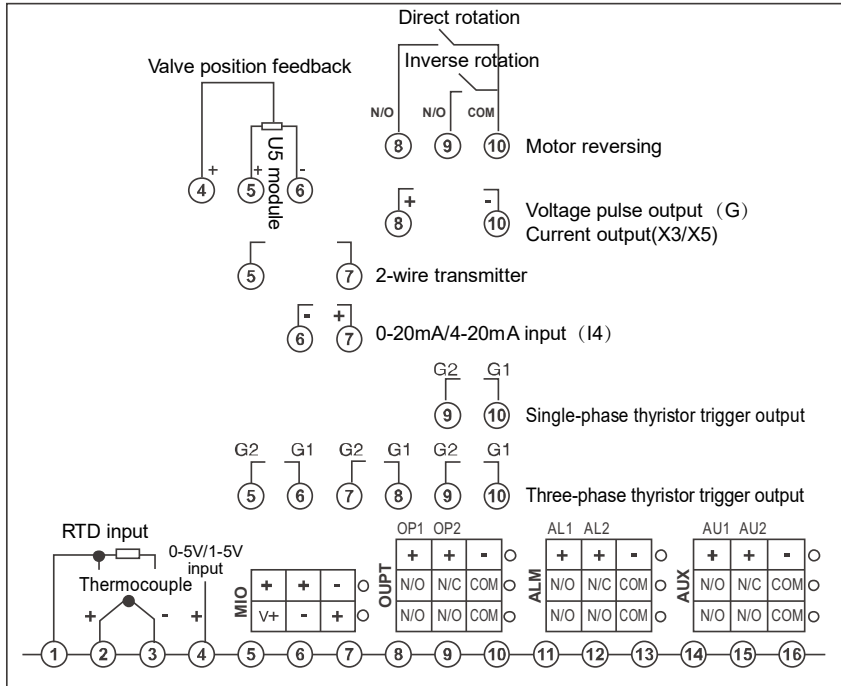 Direct rotation
Valve position feedback
Inverse rotation
N/O N/O COM
8 9 10 Motor reversing
+ + -
4 5 6
U5 module
+ -
8 10
Voltage pulse output （G）
Current output(X3/X5)
5 7 2-wire transmitter
- +
6 7 0-20mA/4-20mA input （I4）
G2 G1
9 10 Single-phase thyristor trigger output
G2 G1 G2 G1 G2 G1
5 6 7 8 9 10 Three-phase thyristor trigger output
RTD input
0-5V/1-5V
input
Thermocouple
+ - +
MIO
+ + -
V+ - +
OUPT
OP1 OP2
+ + -
N/O N/C COM
N/O N/O COM
ALM
AL1 AL2
+ + -
N/O N/C COM
N/O N/O COM
AUX
AU1 AU2
+ + -
N/O N/C COM
N/O N/O COM
1 2 3 4 5 6 7 8 9 10 11 12 13 14 15 16